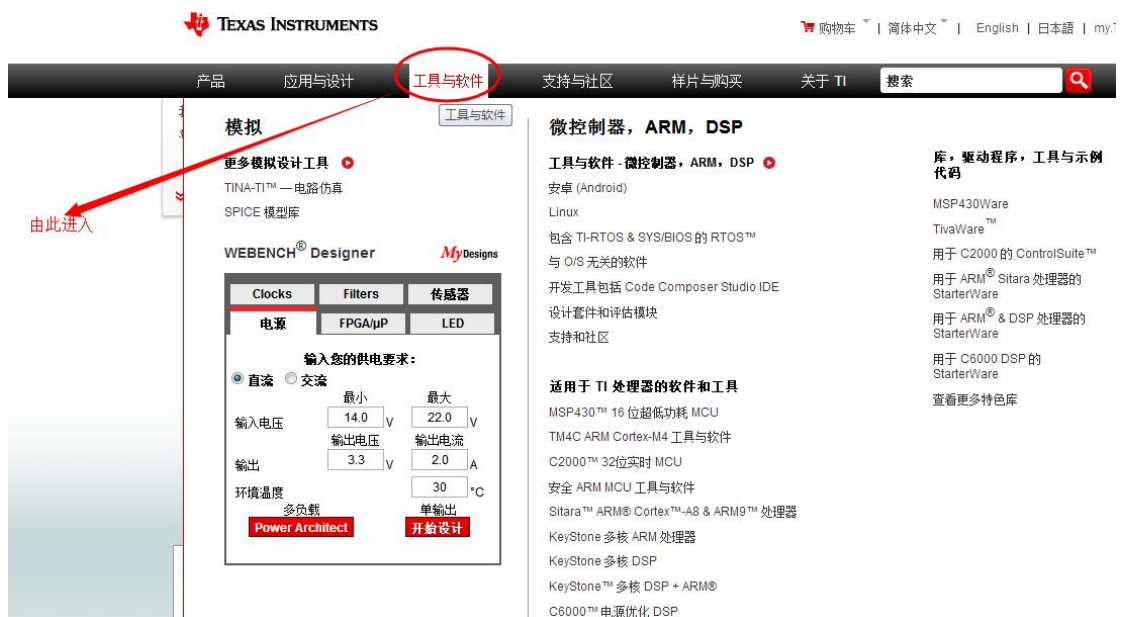 TEXAS INSTRUMENTS
购物车 | 简体中文 | English | 日本語 | my.T
产品 应用与设计 工具与软件 支持与社区 样片与购买 关于 TI 搜索
工具与软件
由此进入
模拟
更多模拟设计工具
TINA-TI™ — 电路仿真
SPICE 模型库
WEBENCH® Designer MyDesigns
Clocks Filters 传感器
电源 FPGA/µP LED
输入您的供电要求:
直流 交流
最小 最大
输入电压 14.0 V 22.0 V
输出电压 输出电流
输出 3.3 V 2.0 A
环境温度 30 °C
多负载 单输出
Power Architect 开始设计
微控制器，ARM，DSP
工具与软件 - 微控制器，ARM，DSP
安卓 (Android)
Linux
包含 TI-RTOS & SYS/BIOS 的 RTOS™
与 O/S 无关的软件
开发工具包括 Code Composer Studio IDE
设计套件和评估模块
支持和社区
适用于 TI 处理器的软件和工具
MSP430™ 16 位超低功耗 MCU
TM4C ARM Cortex-M4 工具与软件
C2000™ 32位实时 MCU
安全 ARM MCU 工具与软件
Sitara™ ARM® Cortex™-A8 & ARM9™ 处理器
KeyStone 多核 ARM 处理器
KeyStone 多核 DSP
KeyStone™ 多核 DSP + ARM®
C6000™ 电源优化 DSP
库，驱动程序，工具与示例
代码
MSP430Ware
TivaWare™
用于 C2000 的 ControlSuite™
用于 ARM® Sitara 处理器的
StarterWare
用于 ARM® & DSP 处理器的
StarterWare
用于 C6000 DSP 的
StarterWare
查看更多特色库